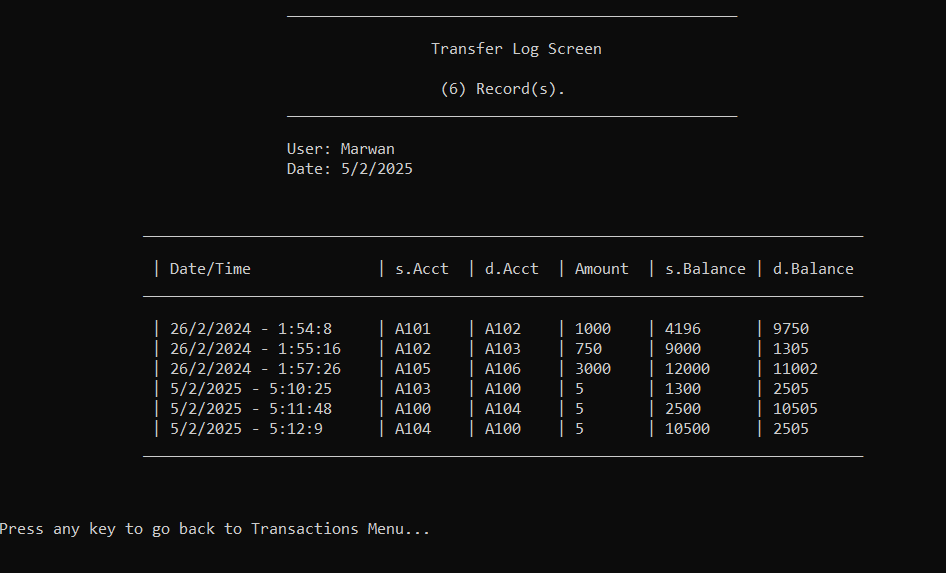 Transfer Log Screen
(6) Record(s).
User: Marwan
Date: 5/2/2025
| Date/Time | s.Acct | d.Acct | Amount | s.Balance | d.Balance
| 26/2/2024 - 1:54:8 | A101 | A102 | 1000 | 4196 | 9750
| 26/2/2024 - 1:55:16 | A102 | A103 | 750 | 9000 | 1305
| 26/2/2024 - 1:57:26 | A105 | A106 | 3000 | 12000 | 11002
| 5/2/2025 - 5:10:25 | A103 | A100 | 5 | 1300 | 2505
| 5/2/2025 - 5:11:48 | A100 | A104 | 5 | 2500 | 10505
| 5/2/2025 - 5:12:9 | A104 | A100 | 5 | 10500 | 2505
Press any key to go back to Transactions Menu...